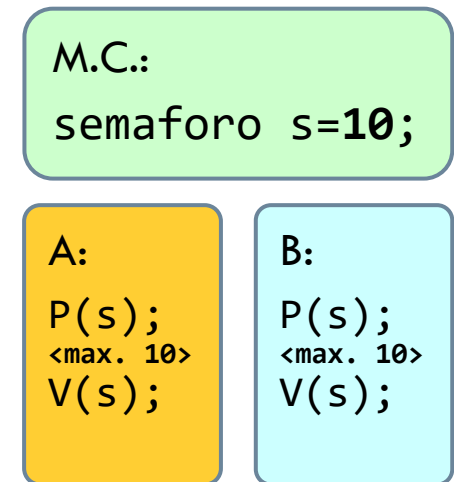 M.C.:
semaforo s=10;
A:
P(s);
<max. 10>
V(s);
B:
P(s);
<max. 10>
V(s);